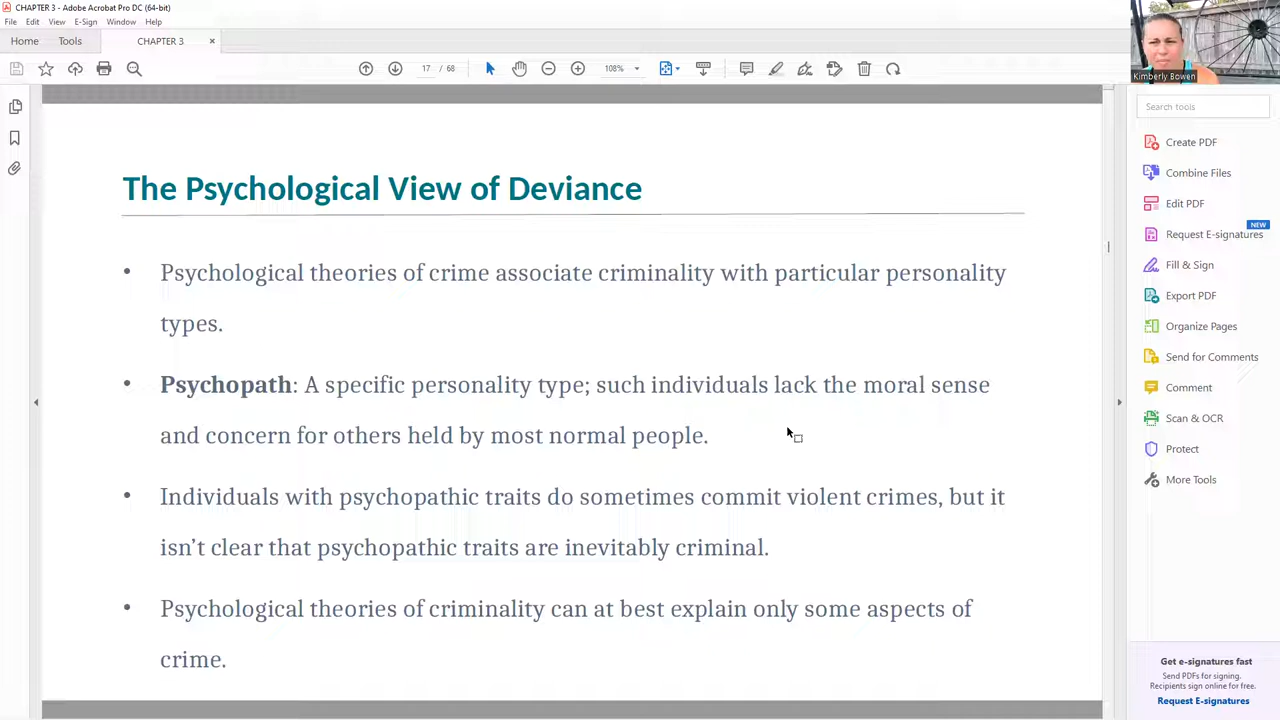 CHAPTER 3 - Adobe Acrobat Pro DC (64-bit)
File Edit View E-Sign Window Help
Home Tools CHAPTER 3 ×
17 / 69 108%
Kimberly Bowen
Search tools
The Psychological View of Deviance
• Psychological theories of crime associate criminality with particular personality
types.
• Psychopath: A specific personality type; such individuals lack the moral sense
and concern for others held by most normal people.
• Individuals with psychopathic traits do sometimes commit violent crimes, but it
isn’t clear that psychopathic traits are inevitably criminal.
• Psychological theories of criminality can at best explain only some aspects of
crime.
Create PDF
Combine Files
Edit PDF
NEW
Request E-signatures
Fill & Sign
Export PDF
Organize Pages
Send for Comments
Comment
Scan & OCR
Protect
More Tools
Get e-signatures fast
Send PDFs for signing.
Recipients sign online for free.
Request E-signatures